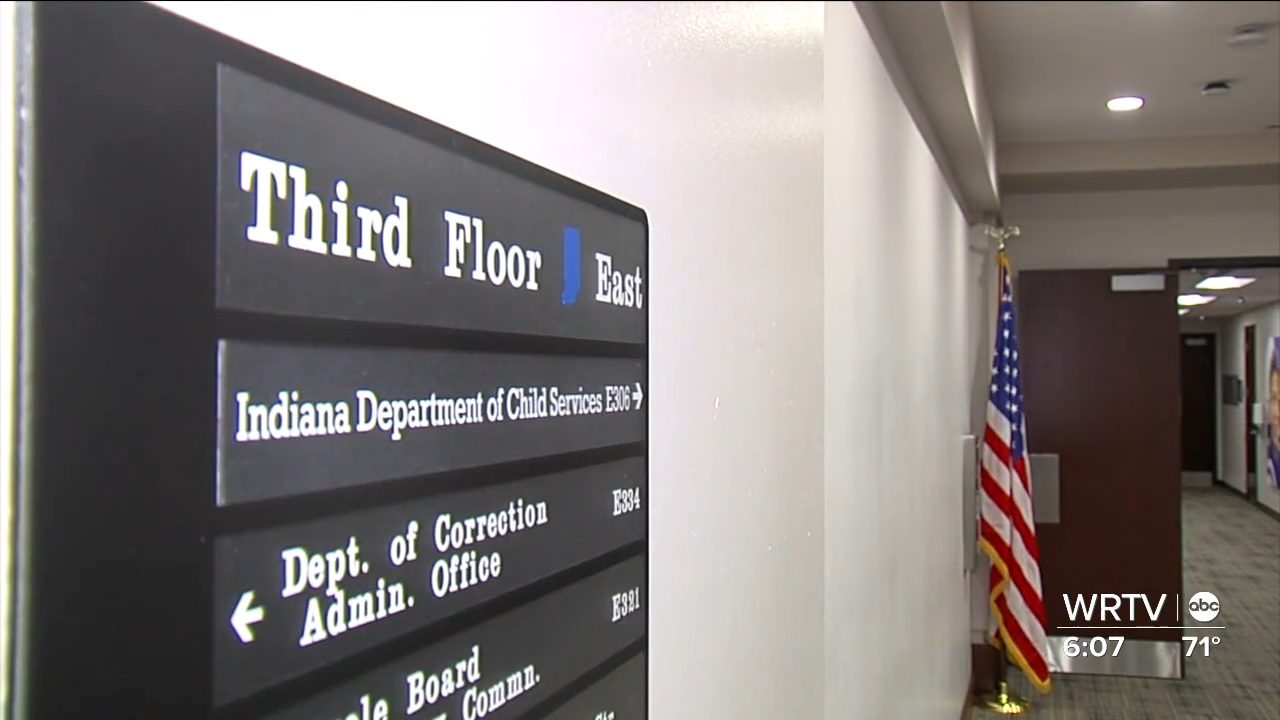 Third Floor East
Indiana Department of Child Services E306 →
Dept. of Correction E334
← Admin. Office
E321
Board
Commn.
WRTV abc
6:07 71°